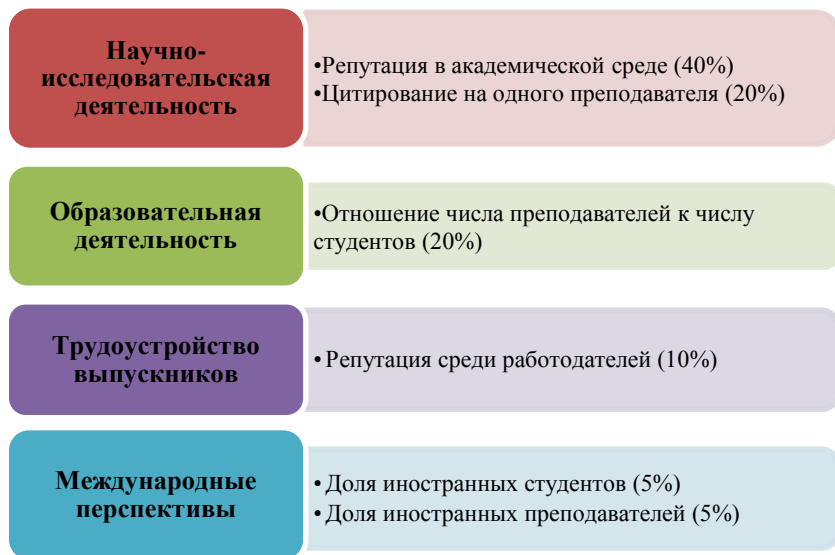 Научно-
исследовательская
деятельность
•Репутация в академической среде (40%)
•Цитирование на одного преподавателя (20%)
Образовательная
деятельность
•Отношение числа преподавателей к числу
студентов (20%)
Трудоустройство
выпускников
• Репутация среди работодателей (10%)
Международные
перспективы
• Доля иностранных студентов (5%)
• Доля иностранных преподавателей (5%)